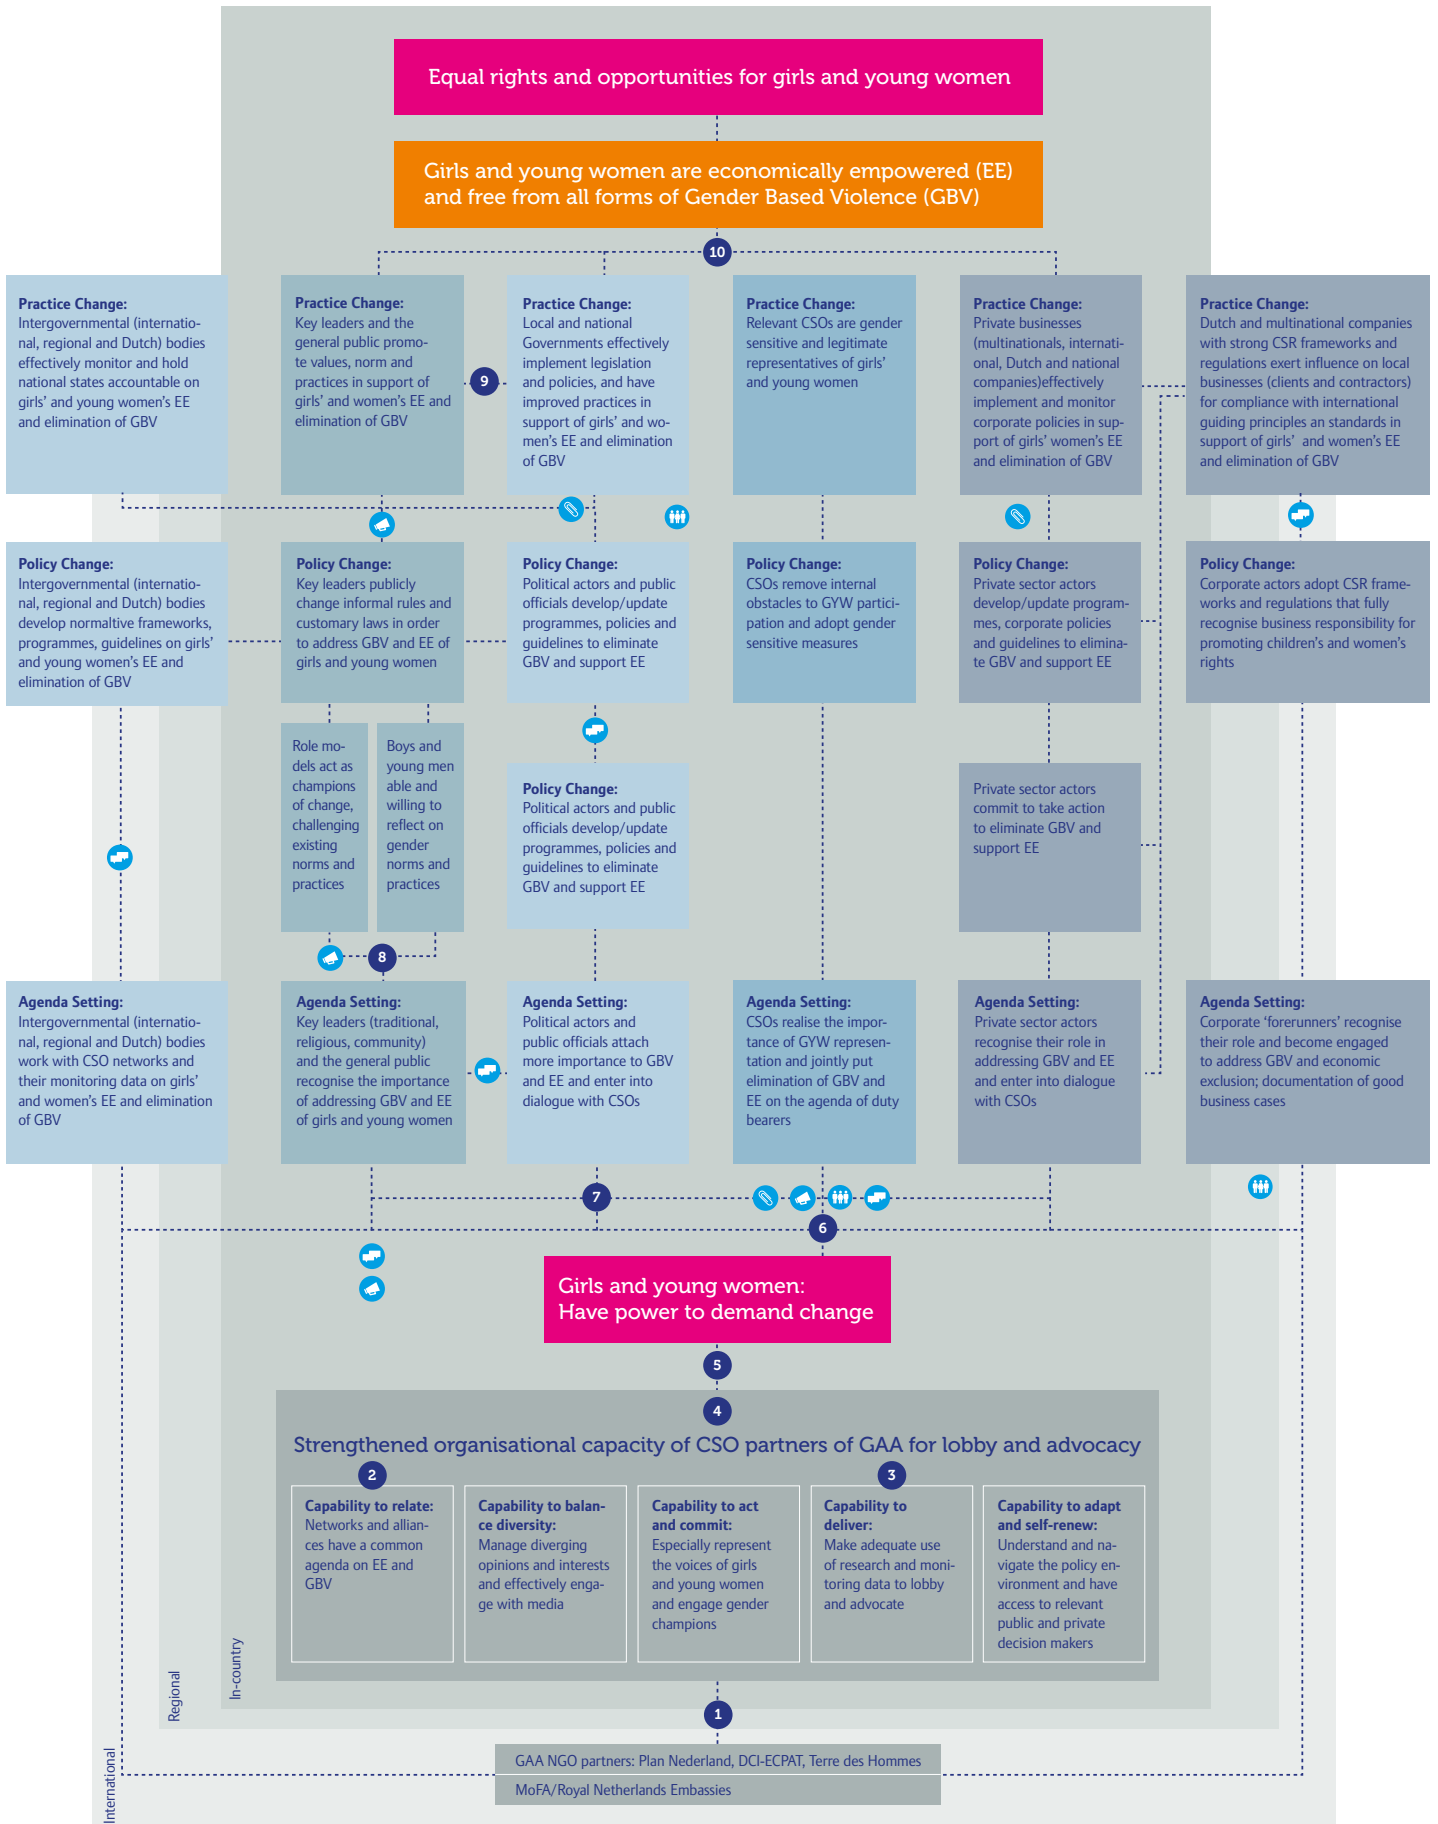 Equal rights and opportunities for girls and young women
Girls and young women are economically empowered (EE)
and free from all forms of Gender Based Violence (GBV)
10
Practice Change:
Intergovernmental (internatio-
nal, regional and Dutch) bodies
effectively monitor and hold
national states accountable on
girls' and young women's EE
and elimination of GBV
Practice Change:
Key leaders and the
general public promo-
te values, norm and
practices in support of
girls' and women's EE and
elimination of GBV
9
Practice Change:
Local and national
Governments effectively
implement legislation
and policies, and have
improved practices in
support of girls' and wo-
men's EE and elimination
of GBV
Practice Change:
Relevant CSOs are gender
sensitive and legitimate
representatives of girls'
and young women
Practice Change:
Private businesses
(multinationals, internati-
onal, Dutch and national
companies)effectively
implement and monitor
corporate policies in sup-
port of girls' women's EE
and elimination of GBV
Practice Change:
Dutch and multinational companies
with strong CSR frameworks and
regulations exert influence on local
businesses (clients and contractors)
for compliance with international
guiding principles an standards in
support of girls' and women's EE
and elimination of GBV
Policy Change:
Intergovernmental (internatio-
nal, regional and Dutch) bodies
develop normaltive frameworks,
programmes, guidelines on girls'
and young women's EE and
elimination of GBV
Policy Change:
Key leaders publicly
change informal rules and
customary laws in order
to address GBV and EE of
girls and young women
Policy Change:
Political actors and public
officials develop/update
programmes, policies and
guidelines to eliminate
GBV and support EE
Policy Change:
CSOs remove internal
obstacles to GYW partici-
pation and adopt gender
sensitive measures
Policy Change:
Private sector actors
develop/update program-
mes, corporate policies
and guidelines to elimina-
te GBV and support EE
Policy Change:
Corporate actors adopt CSR frame-
works and regulations that fully
recognise business responsibility for
promoting children's and women's
rights
Role mo-
dels act as
champions
of change,
challenging
existing
norms and
practices
Boys and
young men
able and
willing to
reflect on
gender
norms and
practices
Policy Change:
Political actors and public
officials develop/update
programmes, policies and
guidelines to eliminate
GBV and support EE
Private sector actors
commit to take action
to eliminate GBV and
support EE
8
Agenda Setting:
Intergovernmental (internatio-
nal, regional and Dutch) bodies
work with CSO networks and
their monitoring data on girls'
and women's EE and elimination
of GBV
Agenda Setting:
Key leaders (traditional,
religious, community)
and the general public
recognise the importance
of addressing GBV and EE
of girls and young women
Agenda Setting:
Political actors and
public officials attach
more importance to GBV
and EE and enter into
dialogue with CSOs
Agenda Setting:
CSOs realise the impor-
tance of GYW represen-
tation and jointly put
elimination of GBV and
EE on the agenda of duty
bearers
Agenda Setting:
Private sector actors
recognise their role in
addressing GBV and EE
and enter into dialogue
with CSOs
Agenda Setting:
Corporate 'forerunners' recognise
their role and become engaged
to address GBV and economic
exclusion; documentation of good
business cases
7
6
Girls and young women:
Have power to demand change
5
4
Strengthened organisational capacity of CSO partners of GAA for lobby and advocacy
2
3
Capability to relate:
Networks and allian-
ces have a common
agenda on EE and
GBV
Capability to balan-
ce diversity:
Manage diverging
opinions and interests
and effectively enga-
ge with media
Capability to act
and commit:
Especially represent
the voices of girls
and young women
and engage gender
champions
Capability to
deliver:
Make adequate use
of research and moni-
toring data to lobby
and advocate
Capability to adapt
and self-renew:
Understand and na-
vigate the policy en-
vironment and have
access to relevant
public and private
decision makers
In-country
Regional
International
1
GAA NGO partners: Plan Nederland, DCI-ECPAT, Terre des Hommes
MoFA/Royal Netherlands Embassies